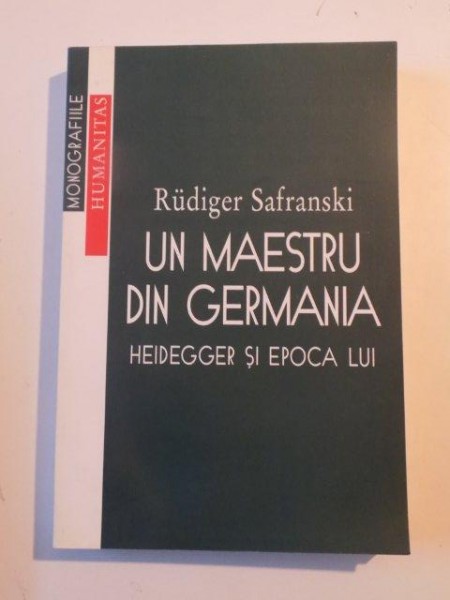 MONOGRAFIILE
HUMANITAS
Rüdiger Safranski
UN MAESTRU
DIN GERMANIA
HEIDEGGER ȘI EPOCA LUI